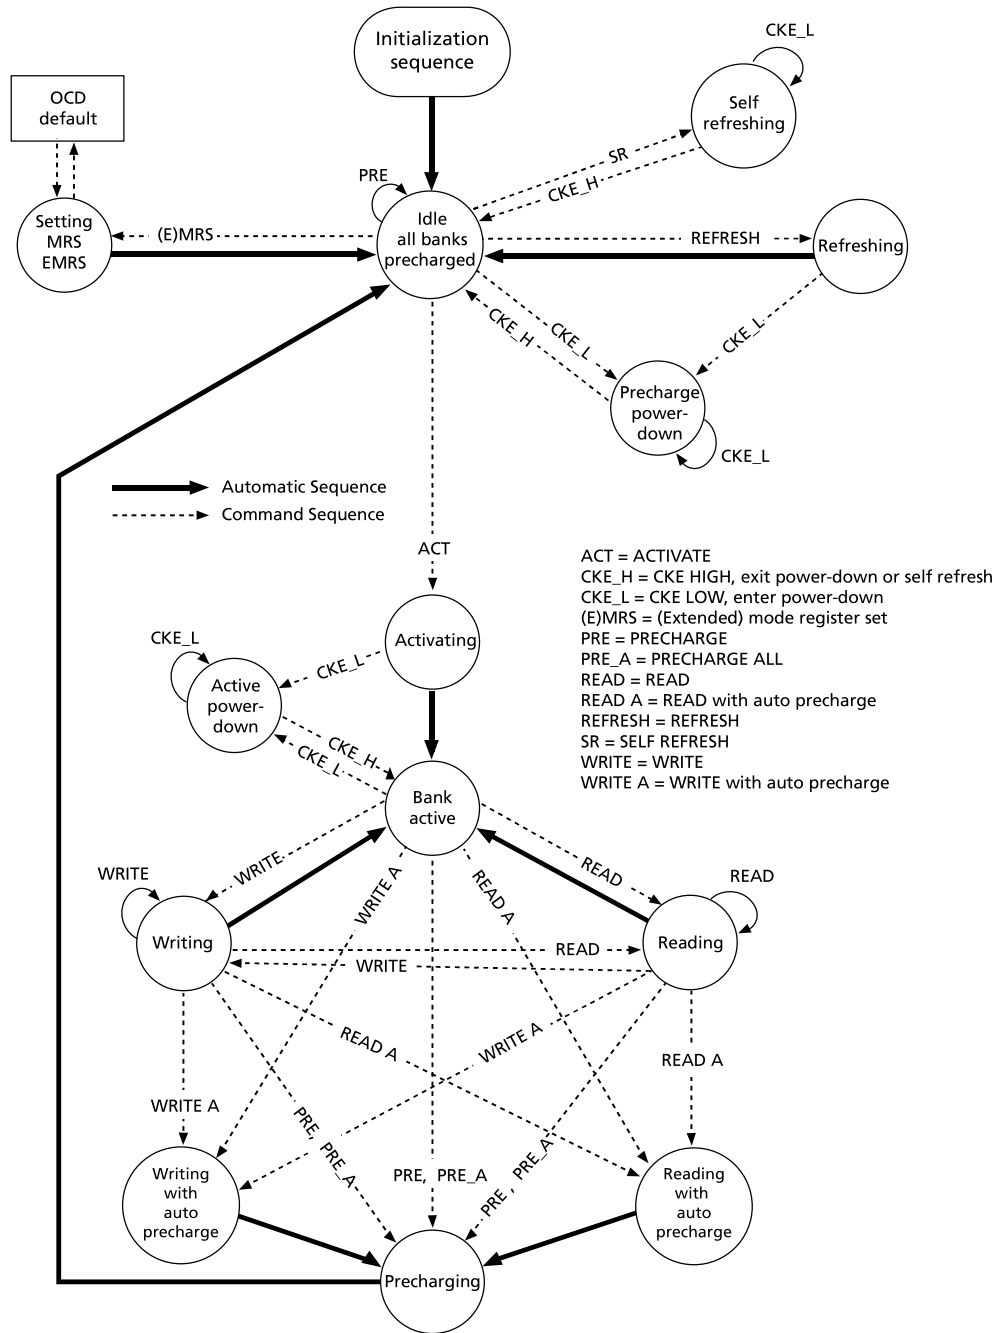 Initialization
sequence
CKE_L
Self
refreshing
OCD
default
SR
CKE_H
PRE
Setting
MRS
EMRS
(E)MRS
Idle
all banks
precharged
REFRESH
Refreshing
CKE_H
CKE_L
CKE_L
Precharge
power-
down
CKE_L
Automatic Sequence
Command Sequence
ACT
ACT = ACTIVATE
CKE_H = CKE HIGH, exit power-down or self refresh
CKE_L = CKE LOW, enter power-down
(E)MRS = (Extended) mode register set
PRE = PRECHARGE
PRE_A = PRECHARGE ALL
READ = READ
READ A = READ with auto precharge
REFRESH = REFRESH
SR = SELF REFRESH
WRITE = WRITE
WRITE A = WRITE with auto precharge
Activating
CKE_L
CKE_L
Active
power-
down
CKE_H
CKE_L
Bank
active
WRITE
READ
WRITE
WRITE A
READ A
READ
Writing
READ
WRITE
Reading
READ A
WRITE A
READ A
WRITE A
PRE, PRE_A
PRE, PRE_A
PRE , PRE_A
Writing
with
auto
precharge
Reading
with
auto
precharge
Precharging